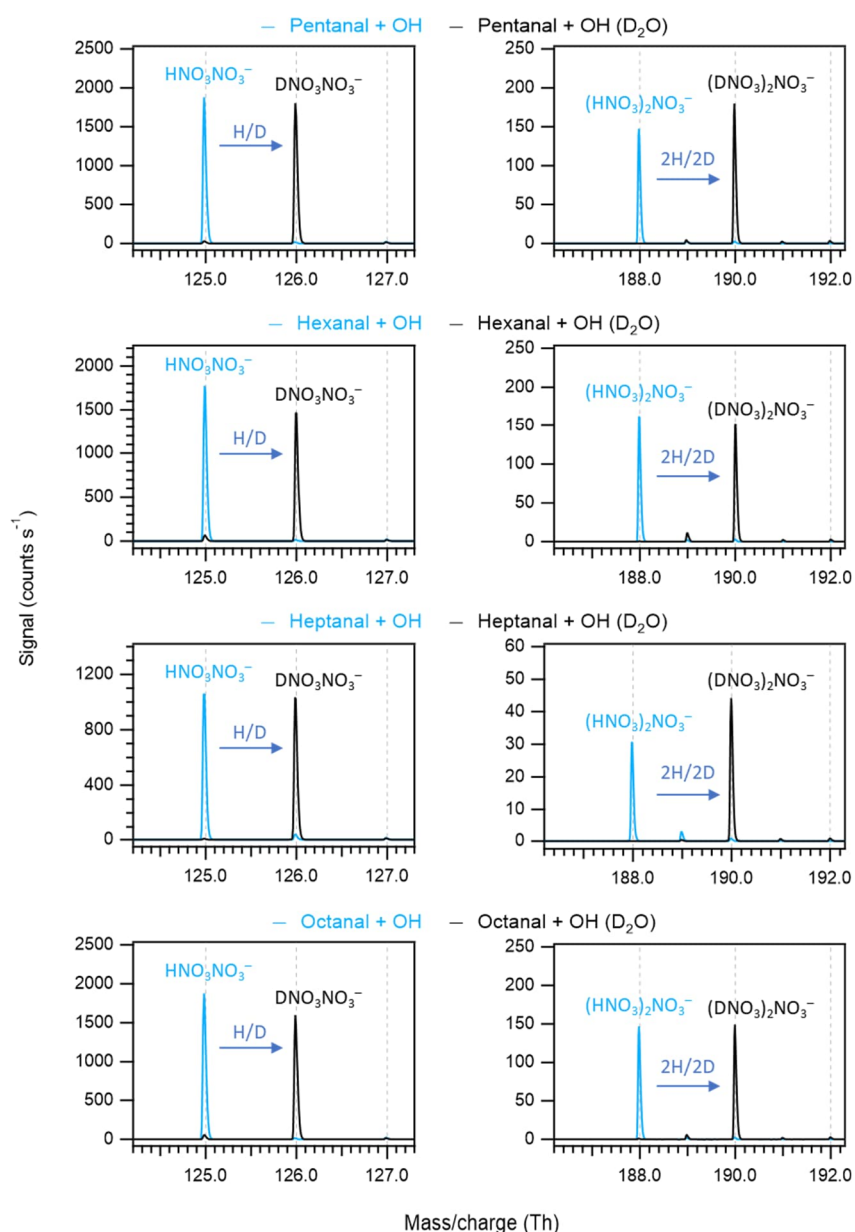 — Pentanal + OH — Pentanal + OH (D₂O)
2500
2000
1500
1000
500
0
HNO₃NO₃⁻
DNO₃NO₃⁻
H/D
125.0 126.0 127.0
250
200
150
100
50
0
(HNO₃)₂NO₃⁻
(DNO₃)₂NO₃⁻
2H/2D
188.0 190.0 192.0
— Hexanal + OH — Hexanal + OH (D₂O)
2000
1500
1000
500
0
HNO₃NO₃⁻
DNO₃NO₃⁻
H/D
125.0 126.0 127.0
250
200
150
100
50
0
(HNO₃)₂NO₃⁻
(DNO₃)₂NO₃⁻
2H/2D
188.0 190.0 192.0
Signal (counts s⁻¹)
— Heptanal + OH — Heptanal + OH (D₂O)
1200
800
400
0
HNO₃NO₃⁻
DNO₃NO₃⁻
H/D
125.0 126.0 127.0
60
50
40
30
20
10
0
(HNO₃)₂NO₃⁻
(DNO₃)₂NO₃⁻
2H/2D
188.0 190.0 192.0
— Octanal + OH — Octanal + OH (D₂O)
2500
2000
1500
1000
500
0
HNO₃NO₃⁻
DNO₃NO₃⁻
H/D
125.0 126.0 127.0
250
200
150
100
50
0
(HNO₃)₂NO₃⁻
(DNO₃)₂NO₃⁻
2H/2D
188.0 190.0 192.0
Mass/charge (Th)